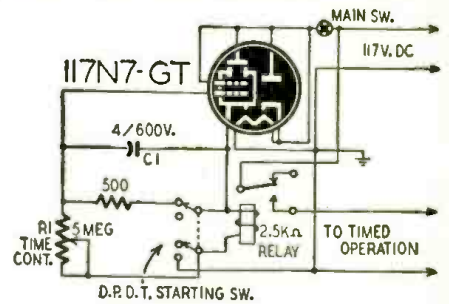 MAIN SW.
117V. DC
117N7-GT
4/600V.
C1
500
R1
5 MEG
TIME
CONT.
2.5KΩ
RELAY
TO TIMED
OPERATION
D.P.D.T. STARTING SW.